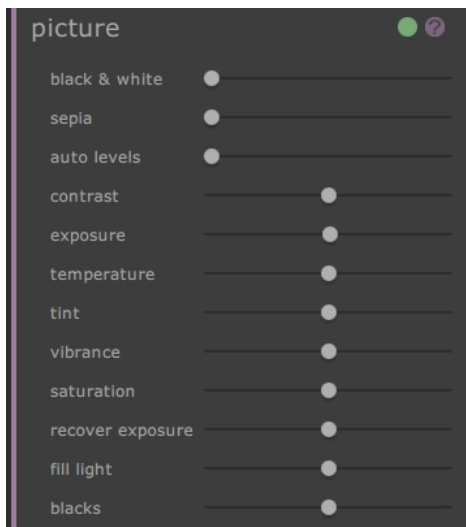 picture
?
black & white
sepia
auto levels
contrast
exposure
temperature
tint
vibrance
saturation
recover exposure
fill light
blacks